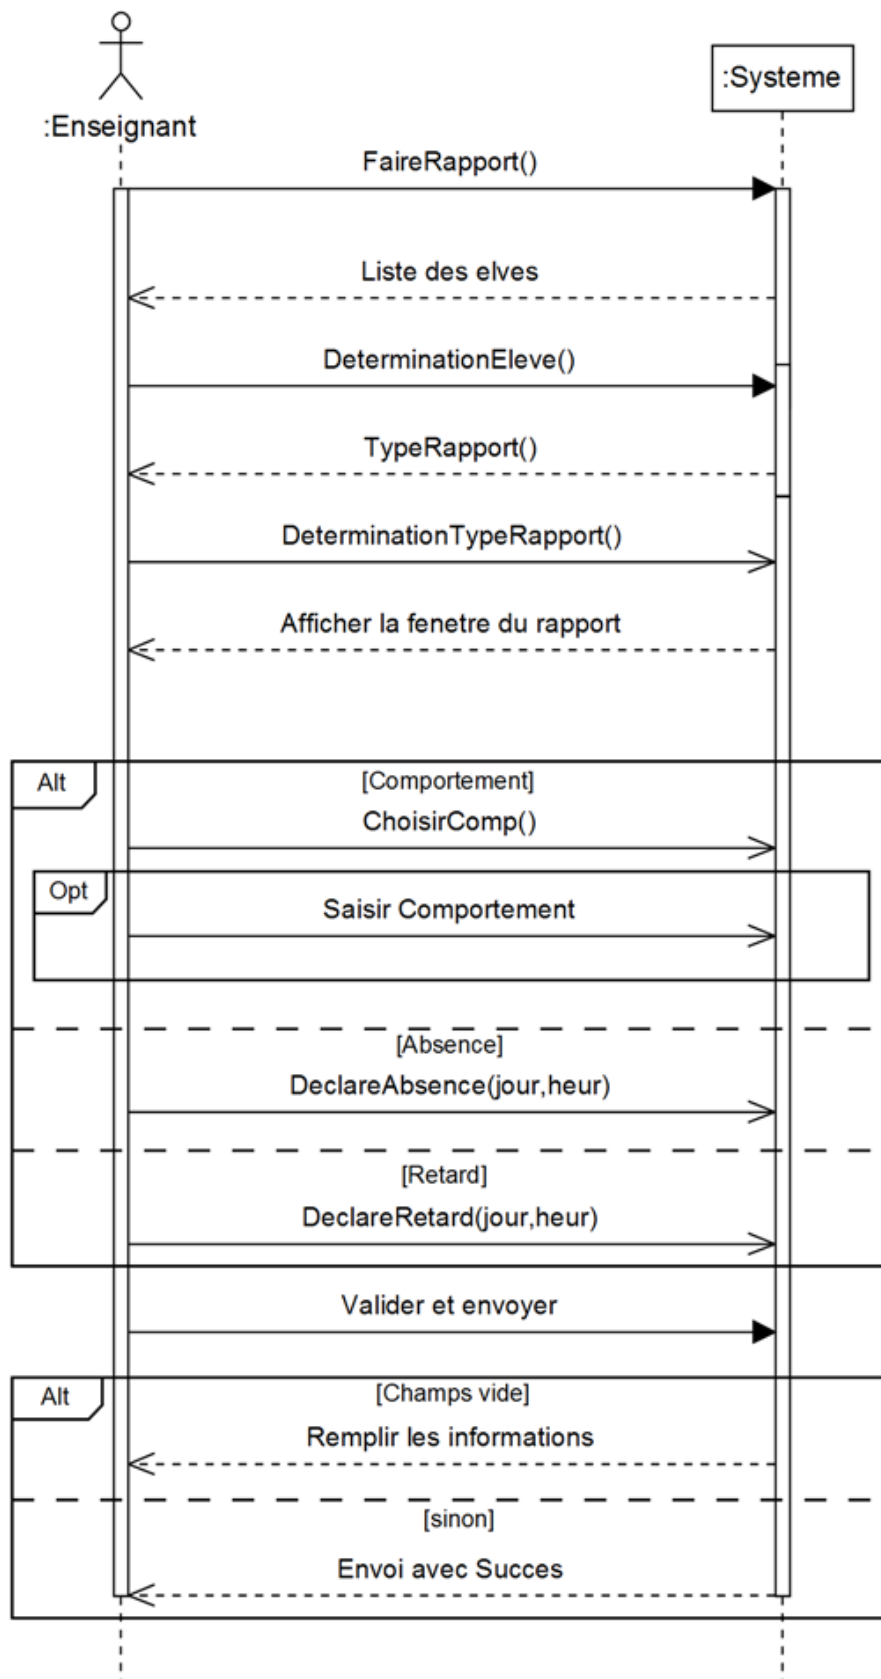 :Enseignant
:Systeme
FaireRapport()
Liste des elves
DeterminationEleve()
TypeRapport()
DeterminationTypeRapport()
Afficher la fenetre du rapport
Alt
[Comportement]
ChoisirComp()
Opt
Saisir Comportement
[Absence]
DeclareAbsence(jour,heur)
[Retard]
DeclareRetard(jour,heur)
Valider et envoyer
Alt
[Champs vide]
Remplir les informations
[sinon]
Envoi avec Succes